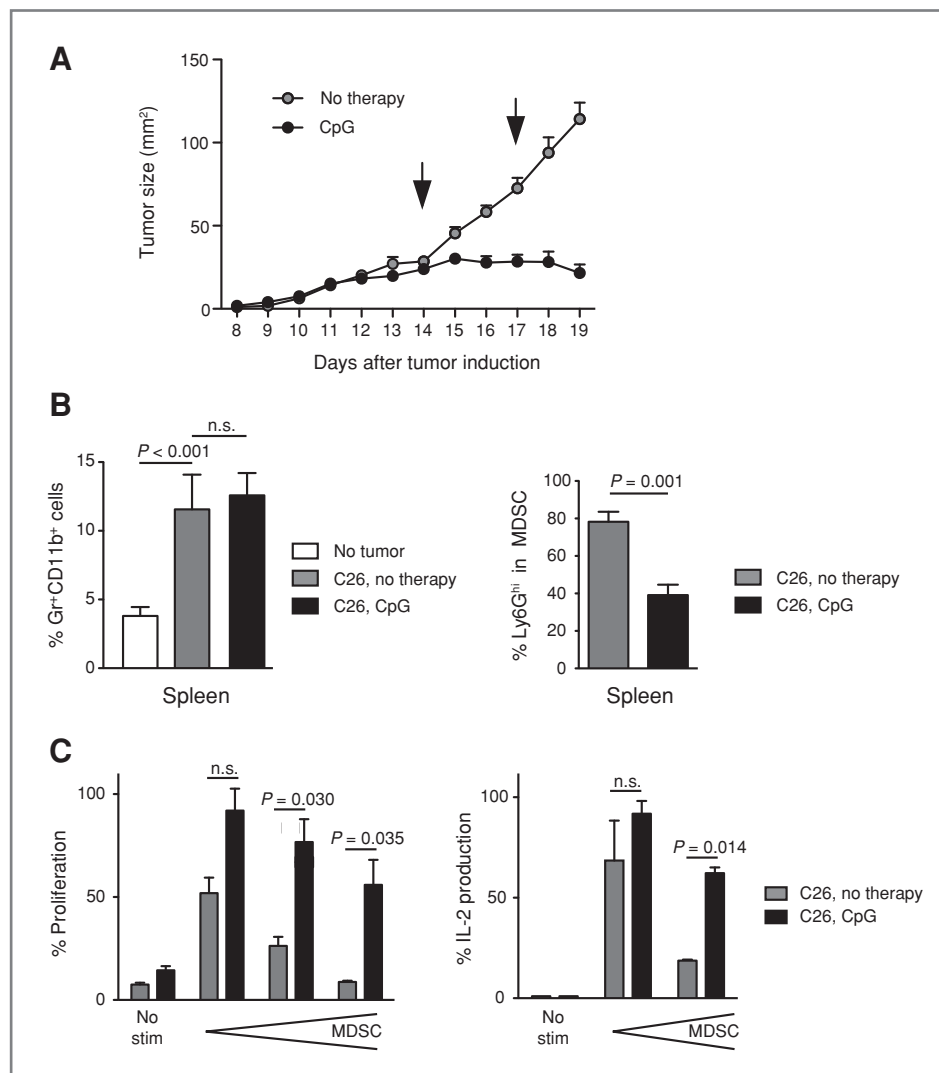 A
150
100
50
0
Tumor size (mm²)
No therapy
CpG
8 9 10 11 12 13 14 15 16 17 18 19
Days after tumor induction
B
n.s.
P < 0.001
15
10
5
0
% Gr⁺CD11b⁺ cells
Spleen
No tumor
C26, no therapy
C26, CpG
P = 0.001
100
80
60
40
20
0
% Ly6Gʰⁱ in MDSC
Spleen
C26, no therapy
C26, CpG
C
n.s.
P = 0.030
P = 0.035
100
50
0
% Proliferation
No
stim
MDSC
n.s.
P = 0.014
100
50
0
% IL-2 production
No
stim
MDSC
C26, no therapy
C26, CpG